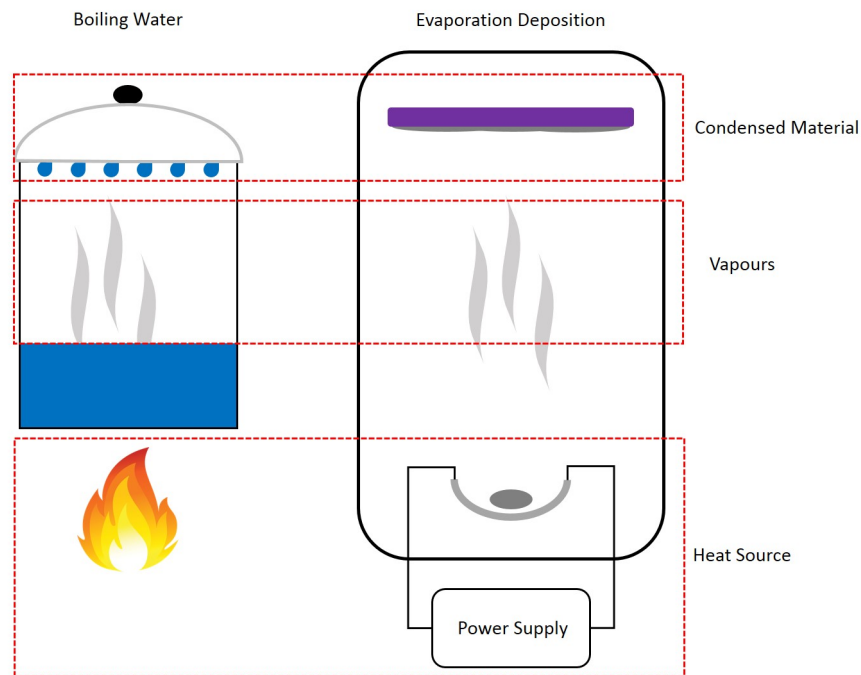 Boiling Water
Evaporation Deposition
Condensed Material
Vapours
Heat Source
Power Supply